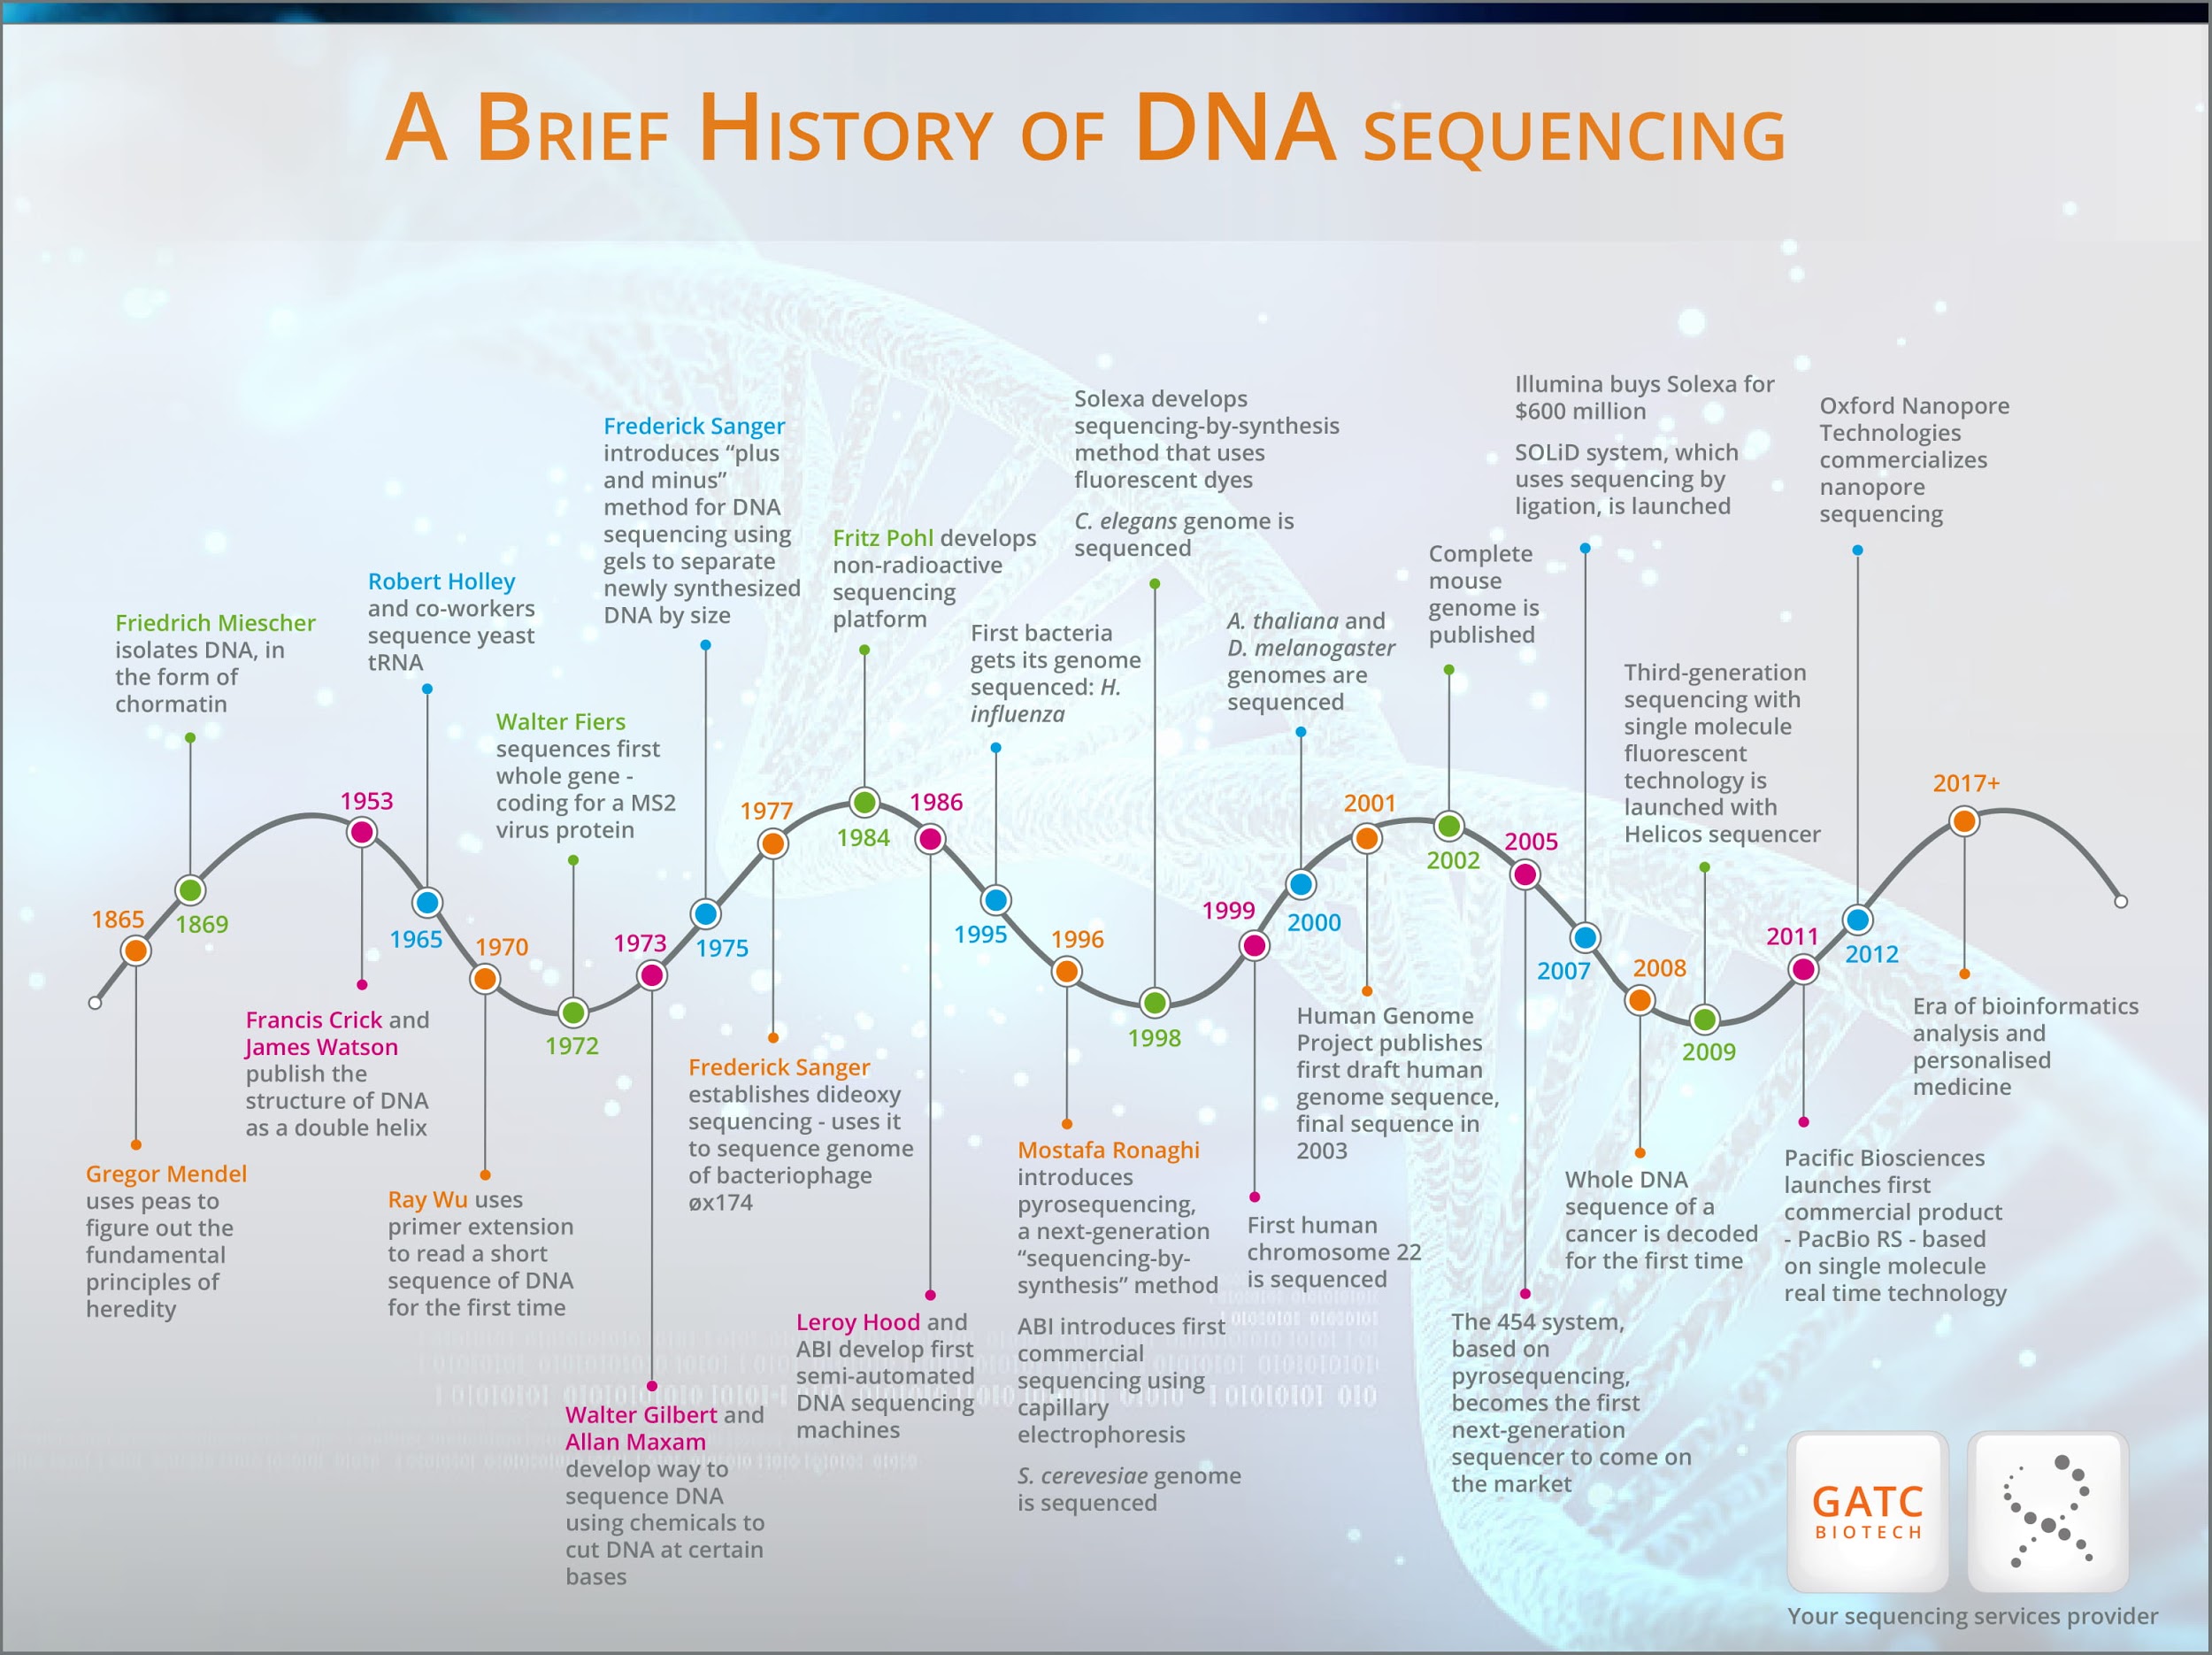 A Brief History of DNA sequencing
1865
Gregor Mendel
uses peas to
figure out the
fundamental
principles of
heredity
Friedrich Miescher
isolates DNA, in
the form of
chormatin
1869
1953
Francis Crick and
James Watson
publish the
structure of DNA
as a double helix
Robert Holley
and co-workers
sequence yeast
tRNA
1965
1970
Ray Wu uses
primer extension
to read a short
sequence of DNA
for the first time
Walter Fiers
sequences first
whole gene -
coding for a MS2
virus protein
1972
1973
Walter Gilbert and
Allan Maxam
develop way to
sequence DNA
using chemicals to
cut DNA at certain
bases
Frederick Sanger
introduces “plus
and minus”
method for DNA
sequencing using
gels to separate
newly synthesized
DNA by size
1975
1977
Frederick Sanger
establishes dideoxy
sequencing - uses it
to sequence genome
of bacteriophage
øx174
Fritz Pohl develops
non-radioactive
sequencing
platform
1984
1986
Leroy Hood and
ABI develop first
semi-automated
DNA sequencing
machines
First bacteria
gets its genome
sequenced: H.
influenza
1995
1996
Mostafa Ronaghi
introduces
pyrosequencing,
a next-generation
“sequencing-by-
synthesis” method
ABI introduces first
commercial
sequencing using
capillary
electrophoresis
S. cerevesiae genome
is sequenced
Solexa develops
sequencing-by-synthesis
method that uses
fluorescent dyes
C. elegans genome is
sequenced
1998
1999
First human
chromosome 22
is sequenced
A. thaliana and
D. melanogaster
genomes are
sequenced
2000
2001
Human Genome
Project publishes
first draft human
genome sequence,
final sequence in
2003
Complete
mouse
genome is
published
2002
2005
The 454 system,
based on
pyrosequencing,
becomes the first
next-generation
sequencer to come on
the market
Illumina buys Solexa for
$600 million
SOLiD system, which
uses sequencing by
ligation, is launched
2007
2008
Whole DNA
sequence of a
cancer is decoded
for the first time
Third-generation
sequencing with
single molecule
fluorescent
technology is
launched with
Helicos sequencer
2009
2011
Pacific Biosciences
launches first
commercial product
- PacBio RS - based
on single molecule
real time technology
Oxford Nanopore
Technologies
commercializes
nanopore
sequencing
2012
2017+
Era of bioinformatics
analysis and
personalised
medicine
GATC
BIOTECH
Your sequencing services provider